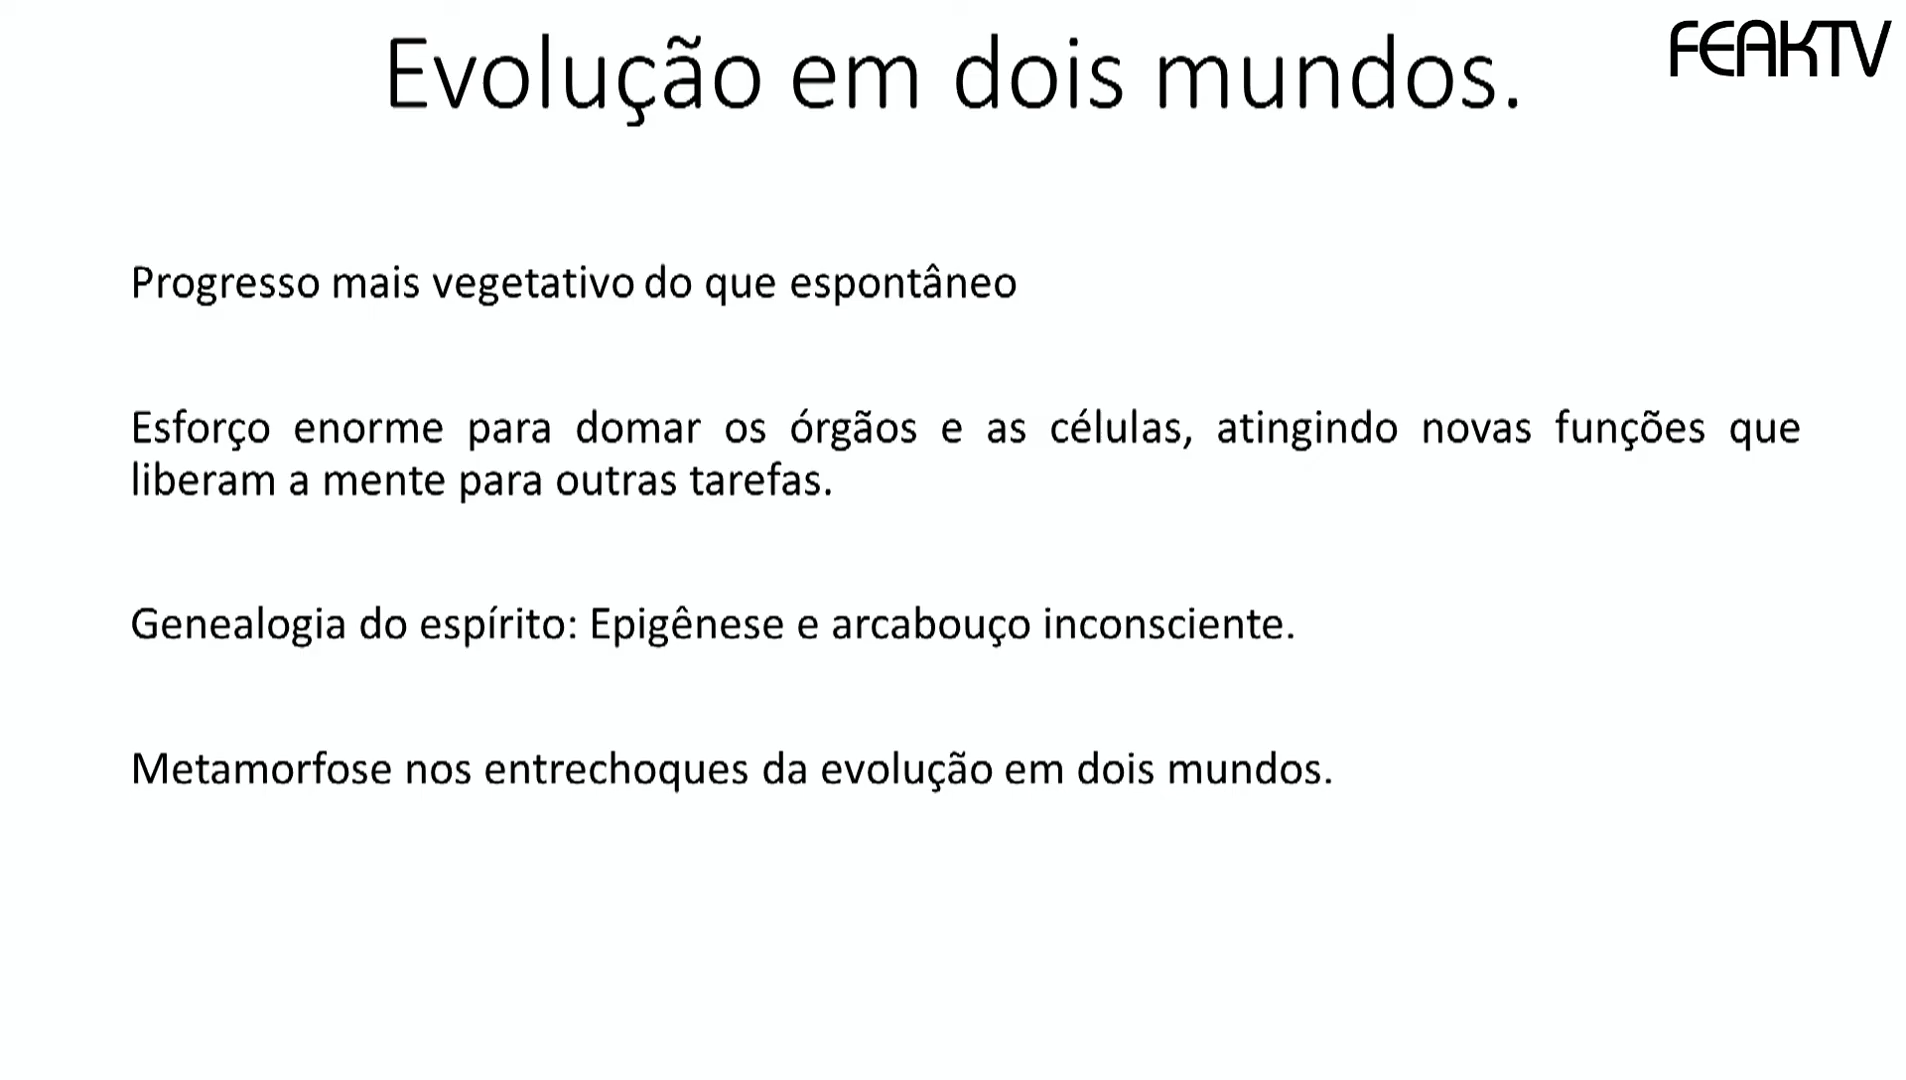 FEAKTV
Evolução em dois mundos.
Progresso mais vegetativo do que espontâneo
Esforço enorme para domar os órgãos e as células, atingindo novas funções que
liberam a mente para outras tarefas.
Genealogia do espírito: Epigênese e arcabouço inconsciente.
Metamorfose nos entrechoques da evolução em dois mundos.